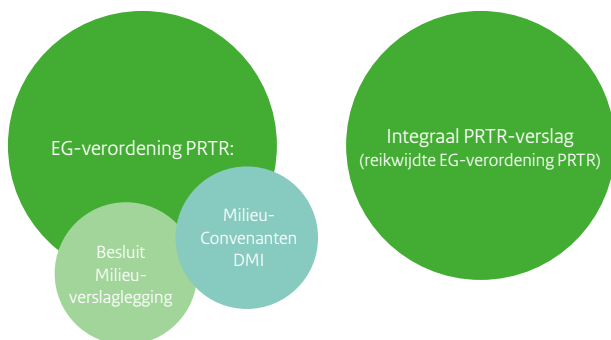 EG-verordening PRTR:
Milieu-
Convenanten
DMI
Besluit
Milieu-
verslaglegging
Integraal PRTR-verslag
(reikwijdte EG-verordening PRTR)